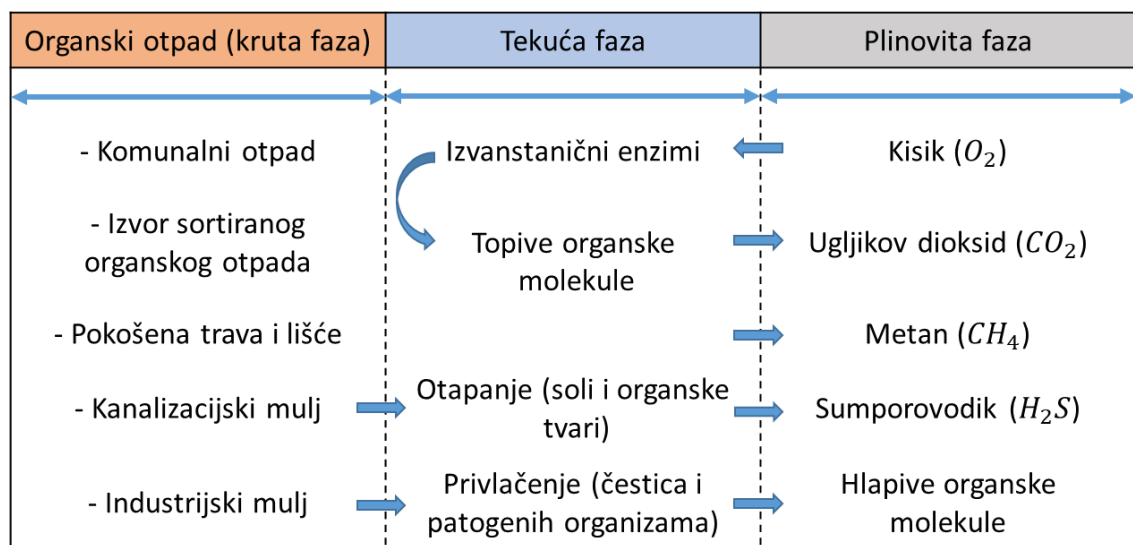 Organski otpad (kruta faza)
Tekuća faza
Plinovita faza
- Komunalni otpad
Izvanstanični enzimi
Kisik (O₂)
- Izvor sortiranog
organskog otpada
Topive organske
molekule
Ugljikov dioksid (CO₂)
- Pokošena trava i lišće
Metan (CH₄)
- Kanalizacijski mulj
Otapanje (soli i organske
tvari)
Sumporovodik (H₂S)
- Industrijski mulj
Privlačenje (čestica i
patogenih organizama)
Hlapive organske
molekule